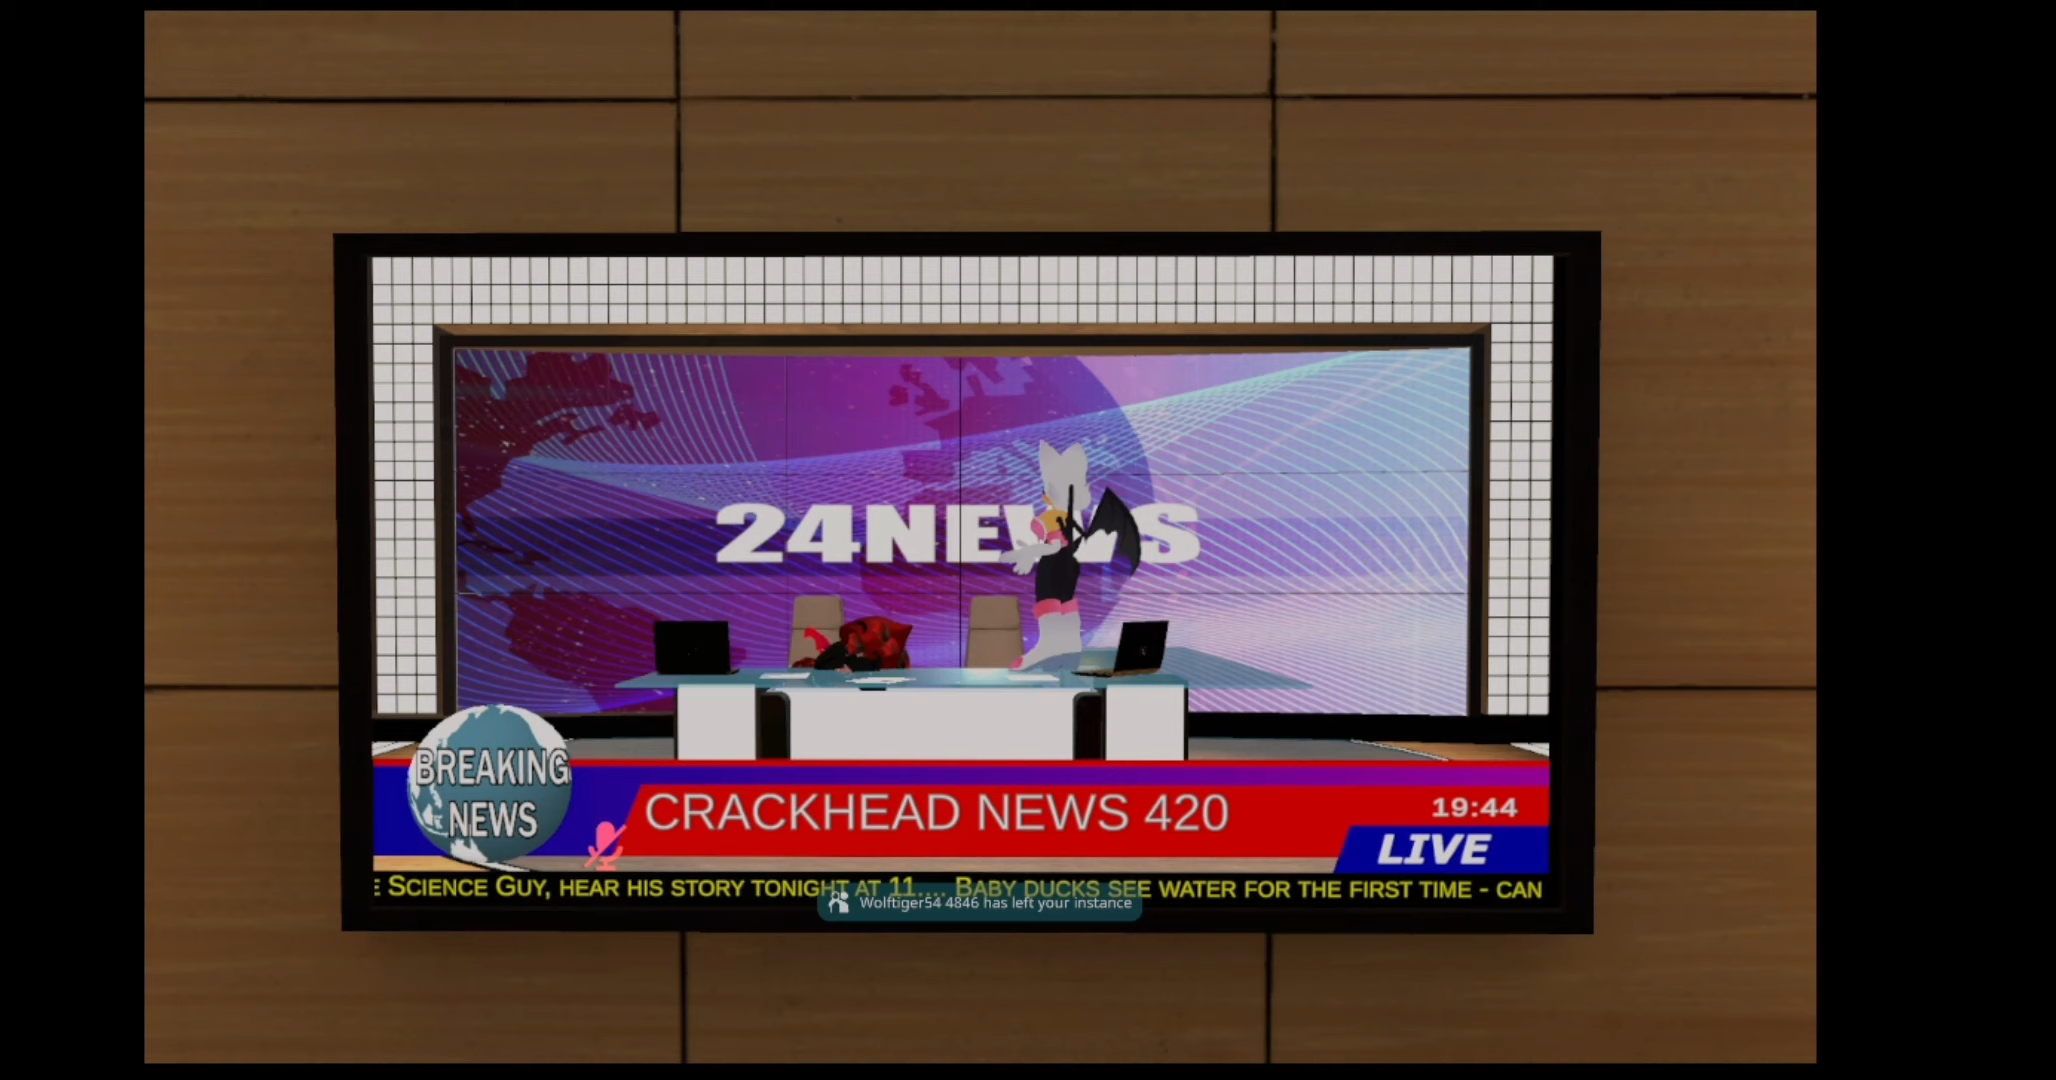 24NEWS
BREAKING
NEWS
CRACKHEAD NEWS 420
19:44
LIVE
SCIENCE GUY, HEAR HIS STORY TONIGHT AT 11.... BABY DUCKS SEE WATER FOR THE FIRST TIME - CAN
Wolftiger54 4846 has left your instance